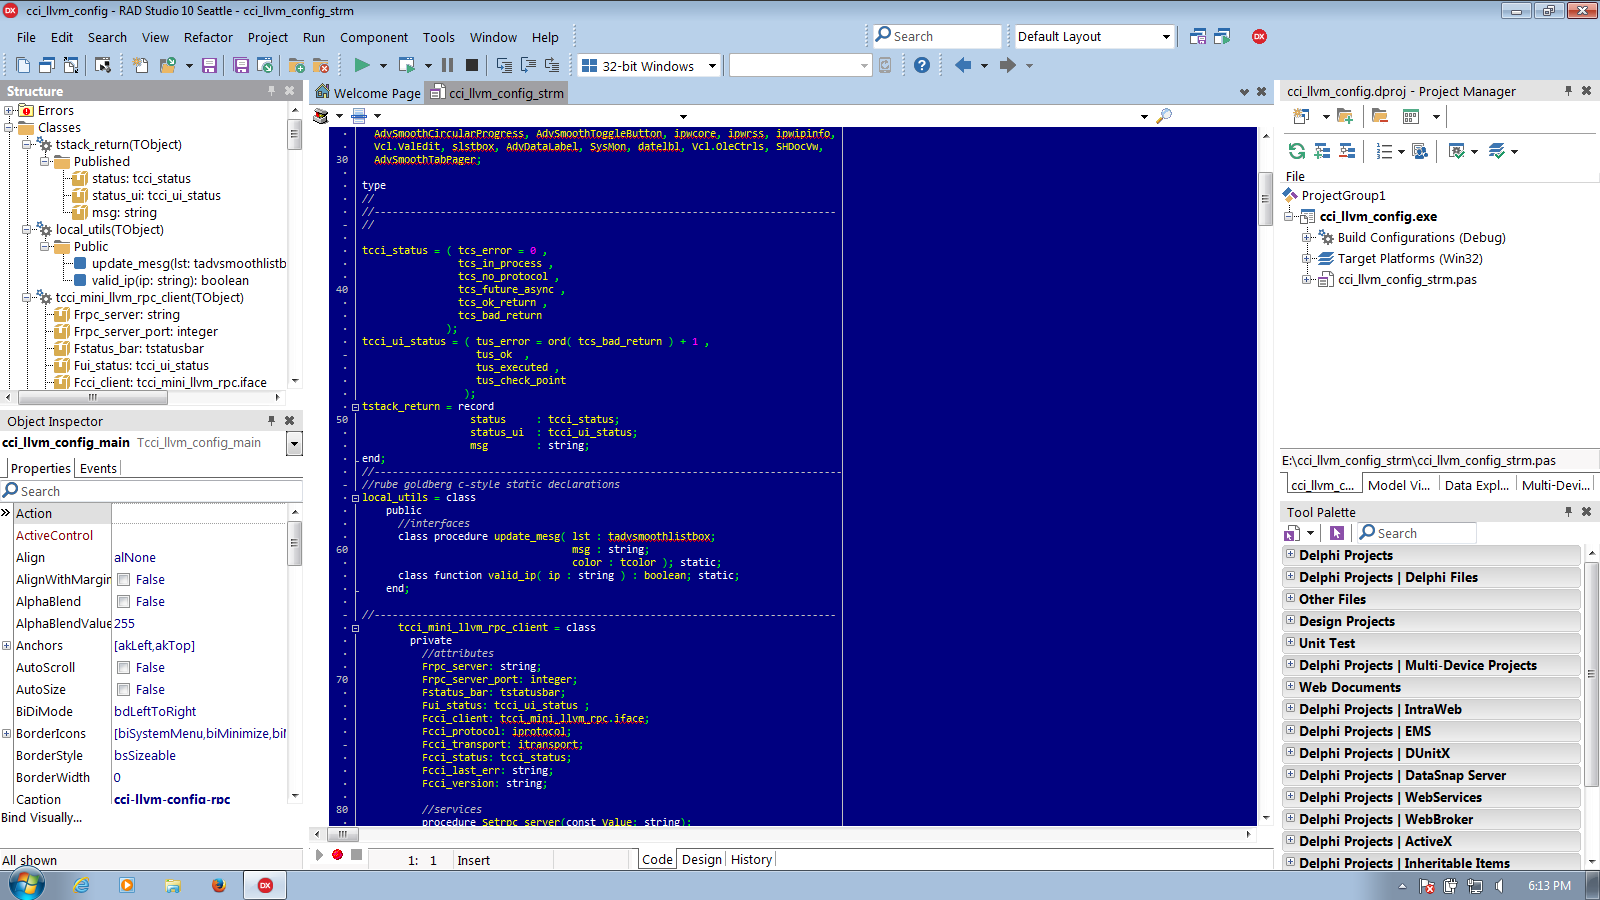 cci_llvm_config - RAD Studio 10 Seattle - cci_llvm_config_strm
File Edit Search View Refactor Project Run Component Tools Window Help
Search
Default Layout
32-bit Windows
Structure
Errors
Classes
tstack_return(TObject)
Published
status: tcci_status
status_ui: tcci_ui_status
msg: string
local_utils(TObject)
Public
update_mesg(lst: tadvsmoothlistb
valid_ip(ip: string): boolean
tcci_mini_llvm_rpc_client(TObject)
Frpc_server: string
Frpc_server_port: integer
Fstatus_bar: tstatusbar
Fui_status: tcci_ui_status
Fcci_client: tcci_mini_llvm_rpc.iface
Object Inspector
cci_llvm_config_main Tcci_llvm_config_main
Properties Events
Search
Action
ActiveControl
Align alNone
AlignWithMargin False
AlphaBlend False
AlphaBlendValue 255
Anchors [akLeft,akTop]
AutoScroll False
AutoSize False
BiDiMode bdLeftToRight
BorderIcons [biSystemMenu,biMinimize,biM
BorderStyle bsSizeable
BorderWidth 0
Caption cci-llvm-config-rpc
Bind Visually...
All shown
Welcome Page cci_llvm_config_strm
AdvSmoothCircularProgress, AdvSmoothToggleButton, ipwcore, ipwrss, ipwipinfo,
Vcl.ValEdit, slstbox, AdvDataLabel, SysMon, datelbl, Vcl.OleCtrls, SHDocVw,
30 AdvSmoothTabPager;
type
//
//-----------------------------------------------------------------------------
//
tcci_status = ( tcs_error = 0 ,
tcs_in_process ,
tcs_no_protocol ,
40 tcs_future_async ,
tcs_ok_return ,
tcs_bad_return
);
tcci_ui_status = ( tus_error = ord( tcs_bad_return ) + 1 ,
tus_ok ,
tus_executed ,
tus_check_point
);
tstack_return = record
50 status : tcci_status;
status_ui : tcci_ui_status;
msg : string;
end;
//------------------------------------------------------------------------------
//rube goldberg c-style static declarations
local_utils = class
public
//interfaces
class procedure update_mesg( lst : tadvsmoothlistbox;
60 msg : string;
color : tcolor ); static;
class function valid_ip( ip : string ) : boolean; static;
end;
//-----------------------------------------------------------------------------
tcci_mini_llvm_rpc_client = class
private
//attributes
Frpc_server: string;
70 Frpc_server_port: integer;
Fstatus_bar: tstatusbar;
Fui_status: tcci_ui_status ;
Fcci_client: tcci_mini_llvm_rpc.iface;
Fcci_protocol: iprotocol;
Fcci_transport: itransport;
Fcci_status: tcci_status;
Fcci_last_err: string;
Fcci_version: string;
80 //services
procedure Setrpc_server(const Value: string);
1: 1 Insert
Code Design History
cci_llvm_config.dproj - Project Manager
File
ProjectGroup1
cci_llvm_config.exe
Build Configurations (Debug)
Target Platforms (Win32)
cci_llvm_config_strm.pas
E:\cci_llvm_config_strm\cci_llvm_config_strm.pas
cci_llvm_c... Model Vi... Data Expl... Multi-Devi...
Tool Palette
Search
Delphi Projects
Delphi Projects | Delphi Files
Other Files
Design Projects
Unit Test
Delphi Projects | Multi-Device Projects
Web Documents
Delphi Projects | IntraWeb
Delphi Projects | EMS
Delphi Projects | DUnitX
Delphi Projects | DataSnap Server
Delphi Projects | WebServices
Delphi Projects | WebBroker
Delphi Projects | ActiveX
Delphi Projects | Inheritable Items
6:13 PM